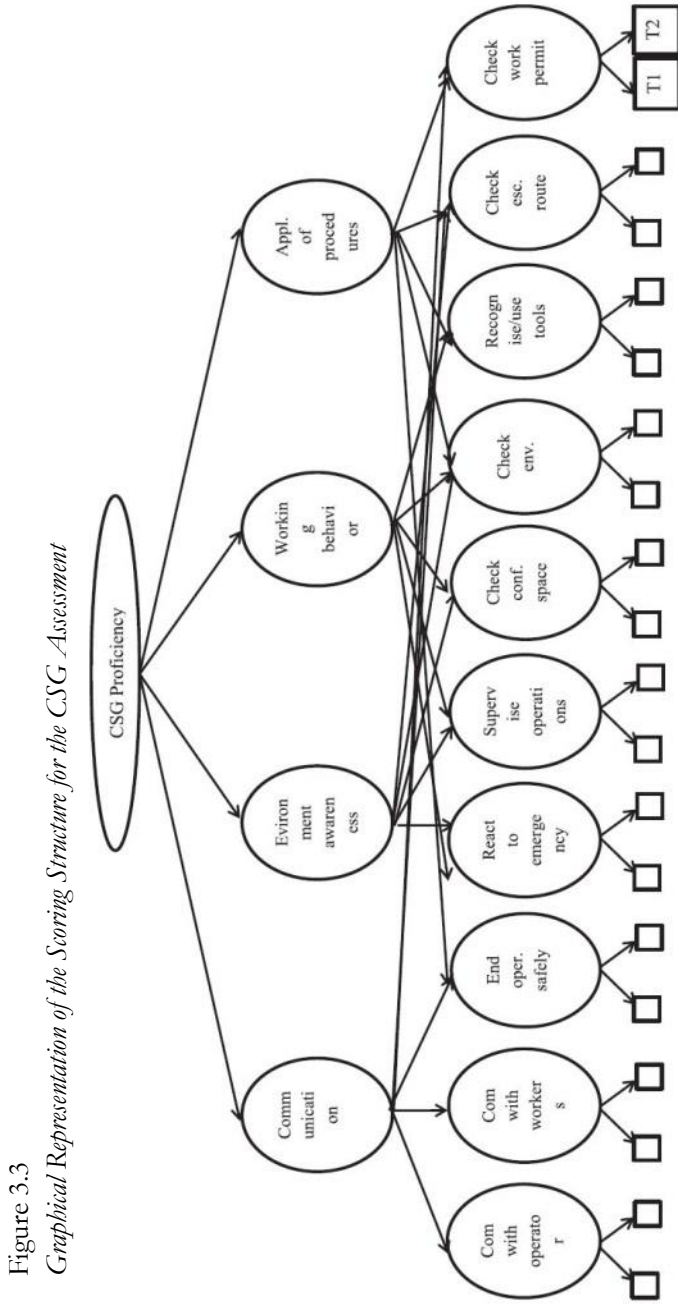 Figure 3.3
Graphical Representation of the Scoring Structure for the CSG Assessment
CSG Proficiency
Comm
unicati
on
Eviron
ment
awaren
ess
Workin
g
behavi
or
Appl.
of
proced
ures
Com
with
operato
r
Com
with
worker
s
End
oper.
safely
React
to
emerge
ncy
Superv
ise
operati
ons
Check
conf.
space
Check
env.
Recogn
ise/use
tools
Check
esc.
route
Check
work
permit
T1
T2